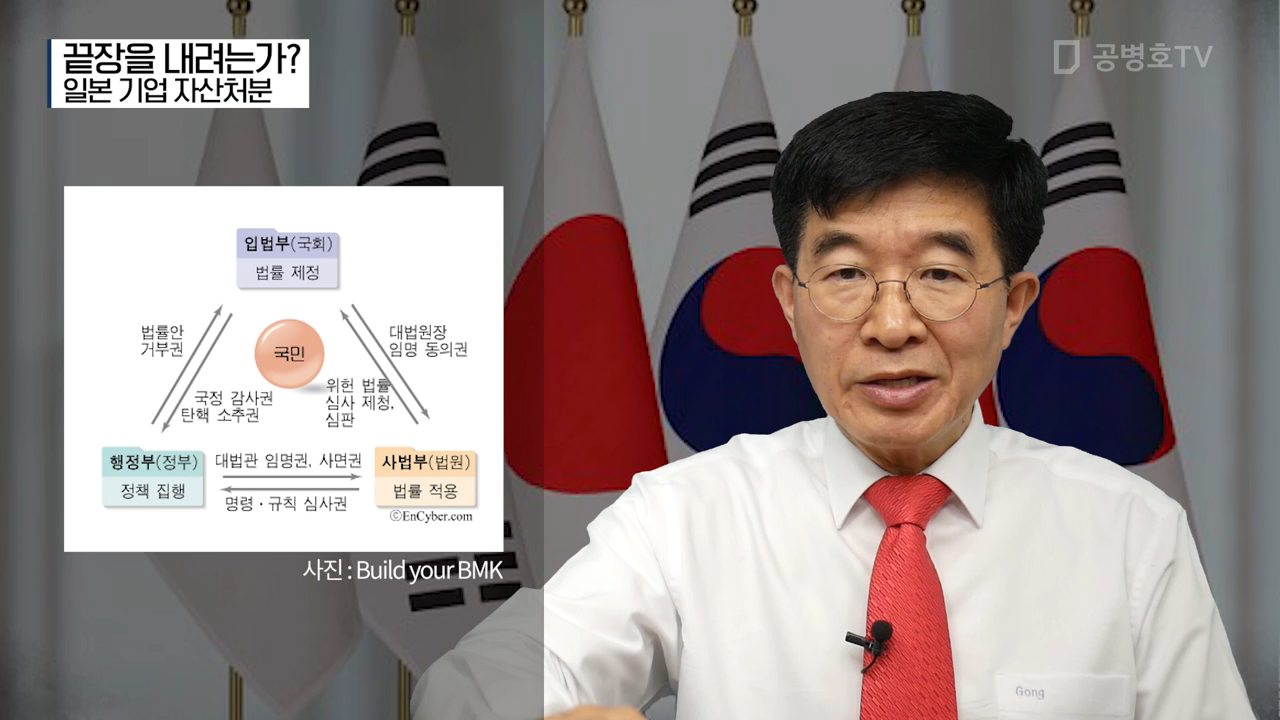 끝장을 내려는가?
일본 기업 자산처분
공병호TV
입법부(국회)
법률 제정
법률안
거부권
국민
대법원장
임명 동의권
국정 감사권
탄핵 소추권
위헌 법률
심사 제청,
심판
행정부(정부)
정책 집행
대법관 임명권, 사면권
명령·규칙 심사권
사법부(법원)
법률 적용
ⓒEnCyber.com
사진 : Build your BMK
Gong